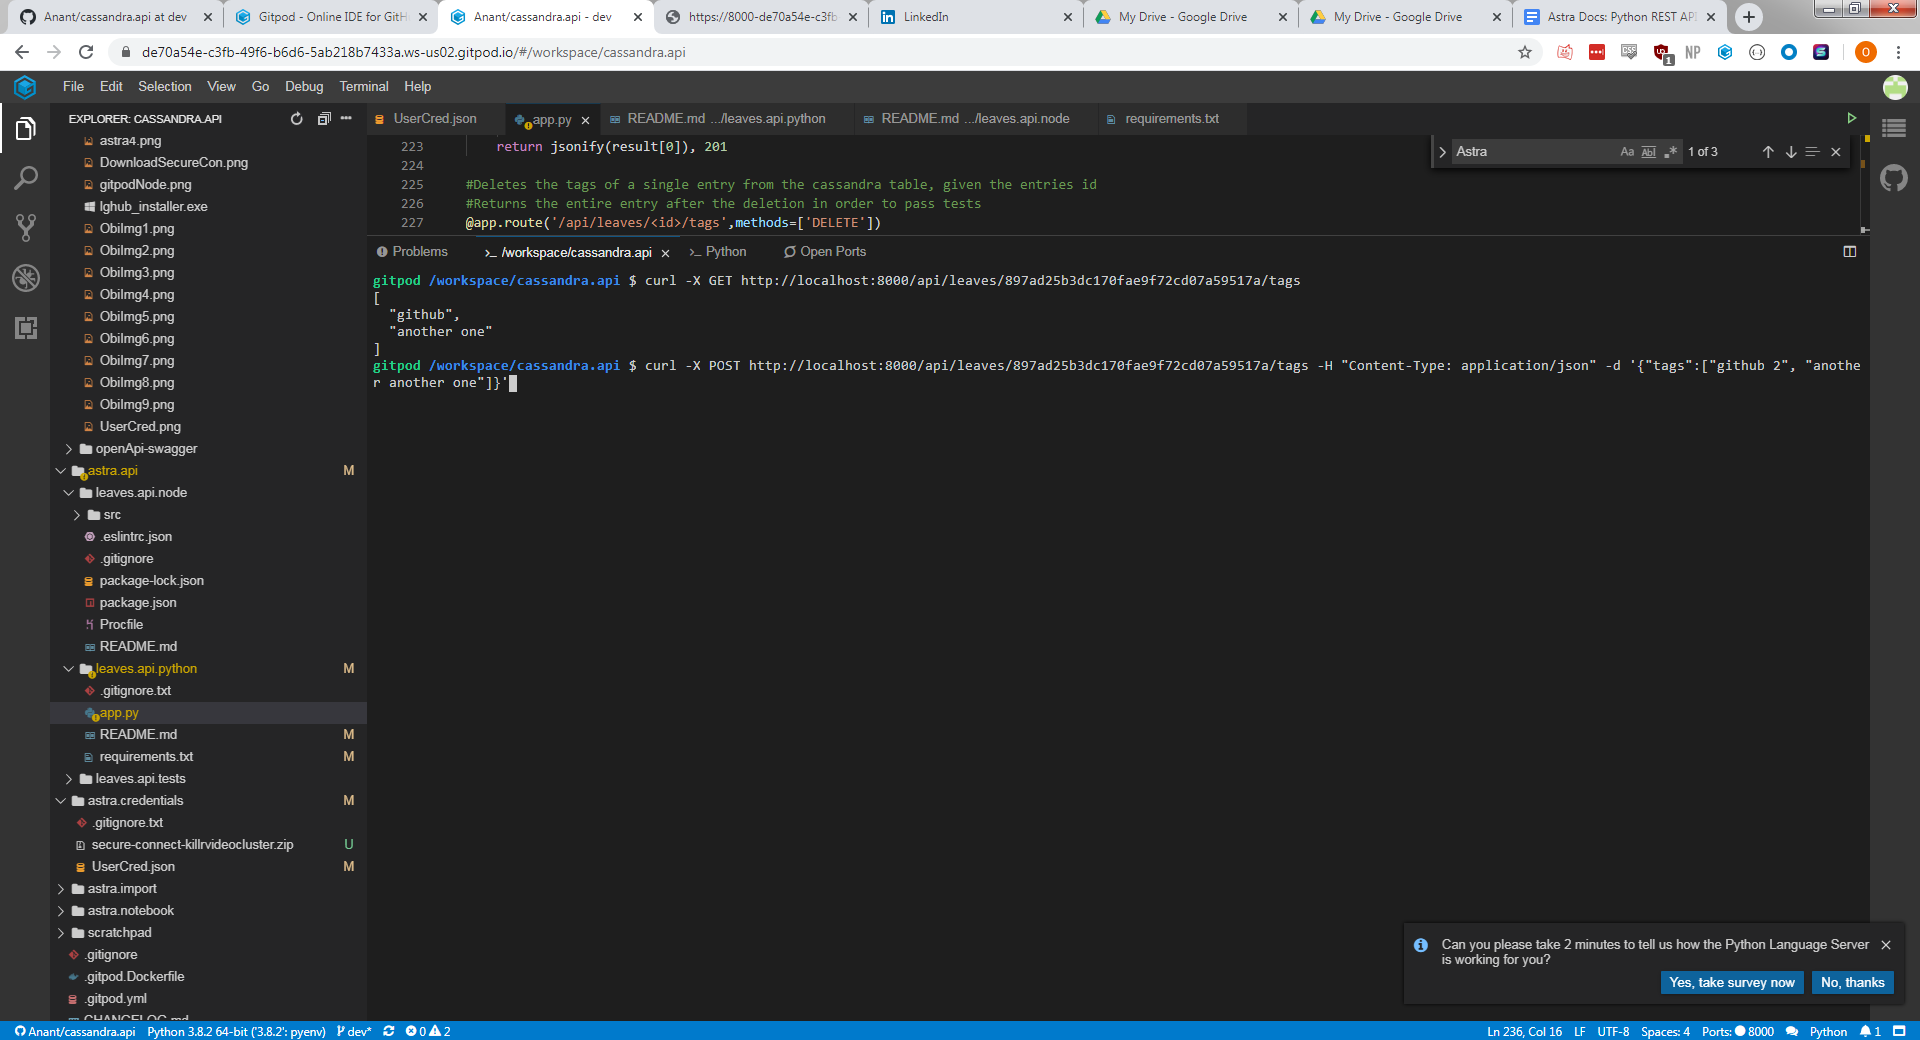 Anant/cassandra.api at dev
Gitpod - Online IDE for GitH
Anant/cassandra.api - dev
https://8000-de70a54e-c3fb
LinkedIn
My Drive - Google Drive
My Drive - Google Drive
Astra Docs: Python REST API
de70a54e-c3fb-49f6-b6d6-5ab218b7433a.ws-us02.gitpod.io/#/workspace/cassandra.api
1
NP
O
File Edit Selection View Go Debug Terminal Help
EXPLORER: CASSANDRA.API
astra4.png
DownloadSecureCon.png
gitpodNode.png
lghub_installer.exe
ObiImg1.png
ObiImg2.png
ObiImg3.png
ObiImg4.png
ObiImg5.png
ObiImg6.png
ObiImg7.png
ObiImg8.png
ObiImg9.png
UserCred.png
openApi-swagger
astra.api M
leaves.api.node
src
.eslintrc.json
.gitignore
package-lock.json
package.json
Procfile
README.md
leaves.api.python M
.gitignore.txt
app.py
README.md M
requirements.txt M
leaves.api.tests
astra.credentials M
.gitignore.txt
secure-connect-killrvideocluster.zip U
UserCred.json M
astra.import
astra.notebook
scratchpad
.gitignore
.gitpod.Dockerfile
.gitpod.yml
CHANGELOG.md
UserCred.json
app.py
README.md .../leaves.api.python
README.md .../leaves.api.node
requirements.txt
Astra Aa Abl .* 1 of 3
223 return jsonify(result[0]), 201
224
225 #Deletes the tags of a single entry from the cassandra table, given the entries id
226 #Returns the entire entry after the deletion in order to pass tests
227 @app.route('/api/leaves/<id>/tags',methods=['DELETE'])
Problems
>_ /workspace/cassandra.api
>_ Python
Open Ports
gitpod /workspace/cassandra.api $ curl -X GET http://localhost:8000/api/leaves/897ad25b3dc170fae9f72cd07a59517a/tags
[
"github",
"another one"
]
gitpod /workspace/cassandra.api $ curl -X POST http://localhost:8000/api/leaves/897ad25b3dc170fae9f72cd07a59517a/tags -H "Content-Type: application/json" -d '{"tags":["github 2", "anothe
r another one"]}'
Can you please take 2 minutes to tell us how the Python Language Server
is working for you?
Yes, take survey now
No, thanks
Anant/cassandra.api Python 3.8.2 64-bit ('3.8.2': pyenv) dev* 0 2
Ln 236, Col 16 LF UTF-8 Spaces: 4 Ports: 8000 Python 1